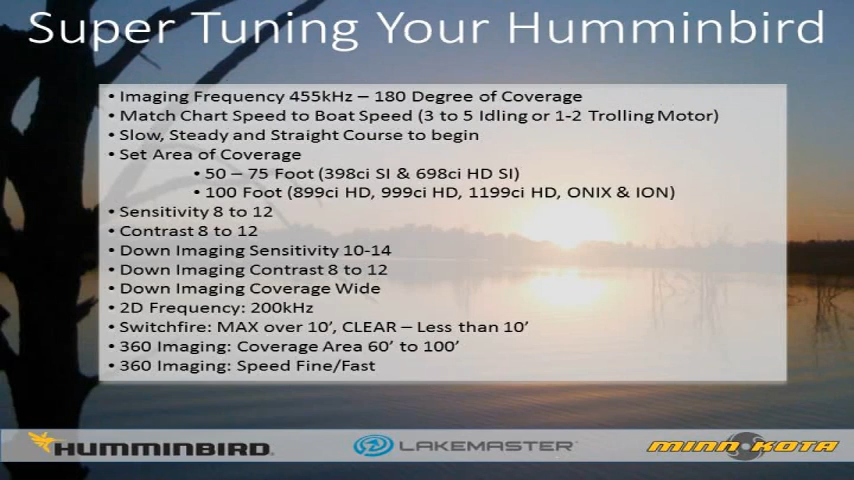 Super Tuning Your Humminbird
• Imaging Frequency 455kHz – 180 Degree of Coverage
• Match Chart Speed to Boat Speed (3 to 5 Idling or 1-2 Trolling Motor)
• Slow, Steady and Straight Course to begin
• Set Area of Coverage
• 50 – 75 Foot (398ci SI & 698ci HD SI)
• 100 Foot (899ci HD, 999ci HD, 1199ci HD, ONIX & ION)
• Sensitivity 8 to 12
• Contrast 8 to 12
• Down Imaging Sensitivity 10-14
• Down Imaging Contrast 8 to 12
• Down Imaging Coverage Wide
• 2D Frequency: 200kHz
• Switchfire: MAX over 10’, CLEAR – Less than 10’
• 360 Imaging: Coverage Area 60’ to 100’
• 360 Imaging: Speed Fine/Fast
HUMMINBIRD LAKEMASTER MINN KOTA